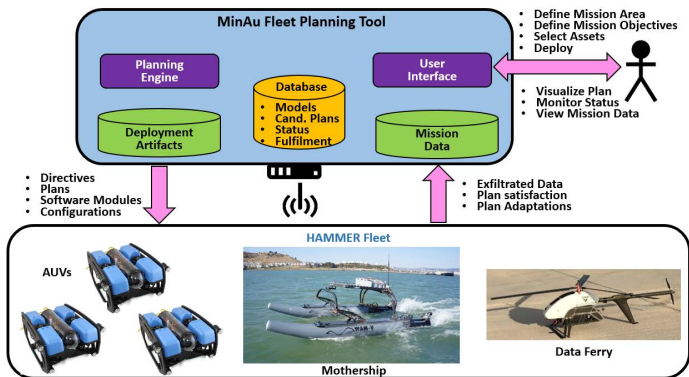 MinAu Fleet Planning Tool
Planning
Engine
Database
• Models
• Cand. Plans
• Status
• Fulfilment
User
Interface
Deployment
Artifacts
Mission
Data
• Define Mission Area
• Define Mission Objectives
• Select Assets
• Deploy
• Visualize Plan
• Monitor Status
• View Mission Data
• Directives
• Plans
• Software Modules
• Configurations
• Exfiltrated Data
• Plan satisfaction
• Plan Adaptations
HAMMER Fleet
AUVs
WAM-V
Mothership
Data Ferry